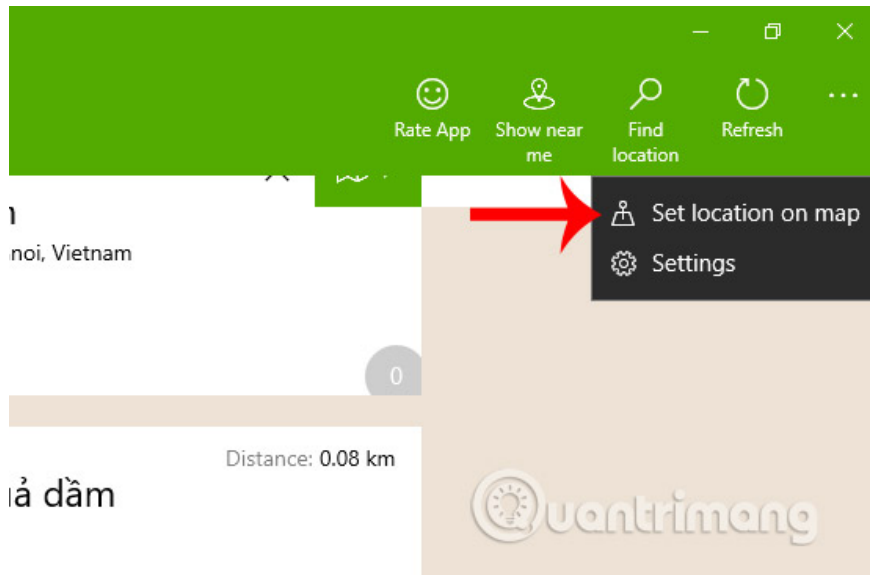 Rate App
Show near
me
Find
location
Refresh
Set location on map
Settings
noi, Vietnam
0
Distance: 0.08 km
ả dầm
Quantrimang